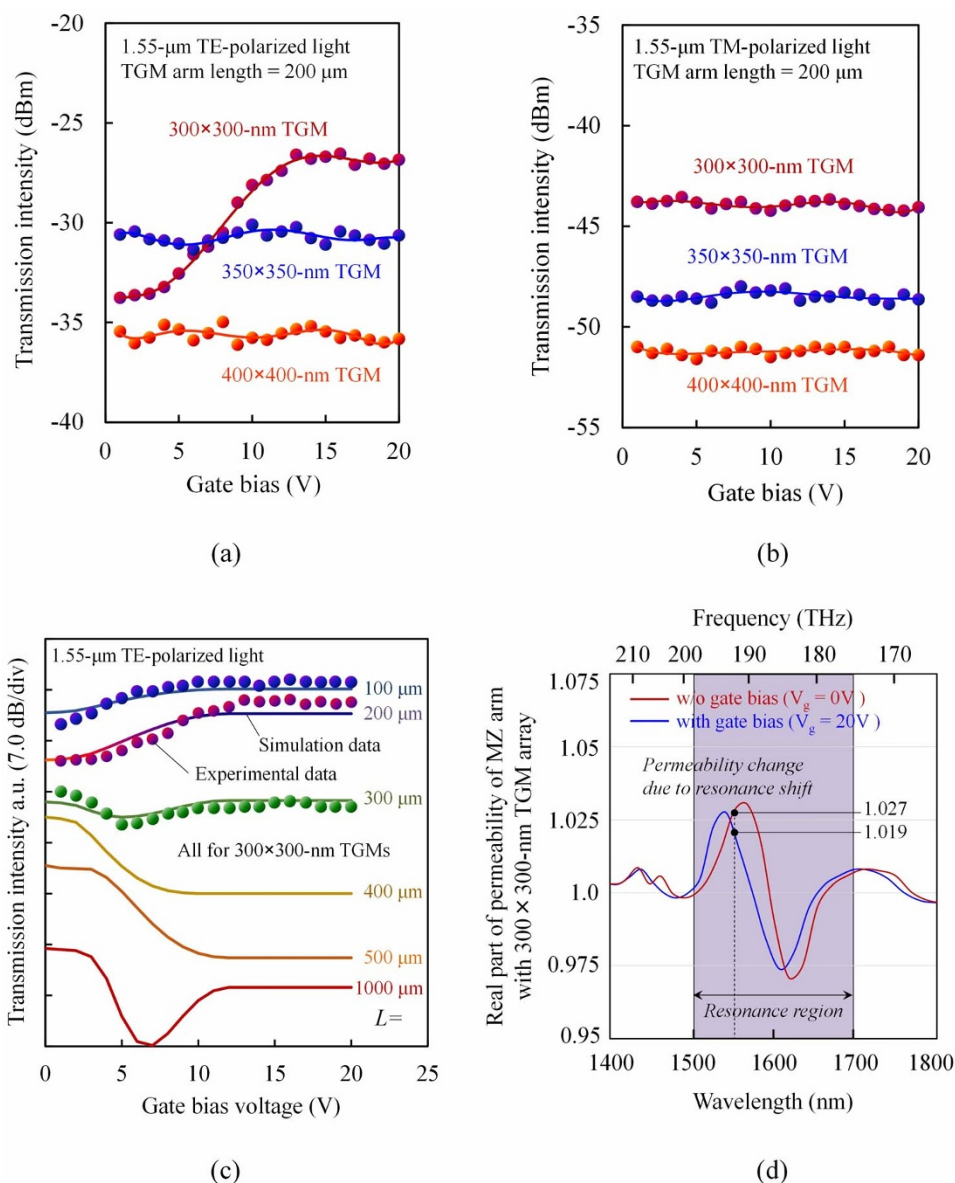 -20
-25
-30
-35
-40
Transmission intensity (dBm)
1.55-μm TE-polarized light
TGM arm length = 200 μm
300×300-nm TGM
350×350-nm TGM
400×400-nm TGM
0 5 10 15 20
Gate bias (V)
(a)
-35
-40
-45
-50
-55
Transmission intensity (dBm)
1.55-μm TM-polarized light
TGM arm length = 200 μm
300×300-nm TGM
350×350-nm TGM
400×400-nm TGM
0 5 10 15 20
Gate bias (V)
(b)
Transmission intensity a.u. (7.0 dB/div)
1.55-μm TE-polarized light
100 μm
200 μm
Simulation data
Experimental data
300 μm
All for 300×300-nm TGMs
400 μm
500 μm
1000 μm
L=
0 5 10 15 20 25
Gate bias voltage (V)
(c)
Frequency (THz)
210 200 190 180 170
1.075
1.05
1.025
1.0
0.975
0.95
Real part of permeability of MZ arm
with 300×300-nm TGM array
w/o gate bias (Vg = 0V )
with gate bias (Vg = 20V )
Permeability change
due to resonance shift
1.027
1.019
Resonance region
1400 1500 1600 1700 1800
Wavelength (nm)
(d)